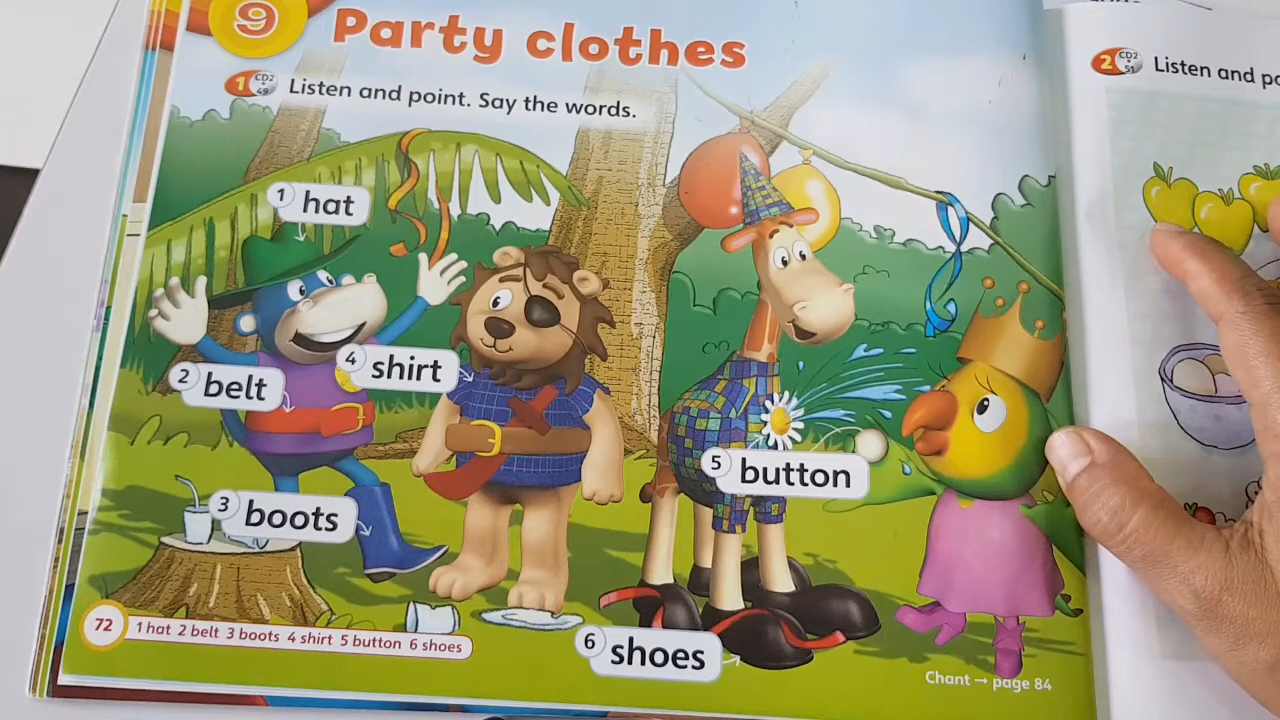 9 Party clothes
1 CD2 49 Listen and point. Say the words.
1 hat
2 belt
3 boots
4 shirt
5 button
6 shoes
72 1 hat 2 belt 3 boots 4 shirt 5 button 6 shoes
Chant → page 84
2 CD2 51 Listen and